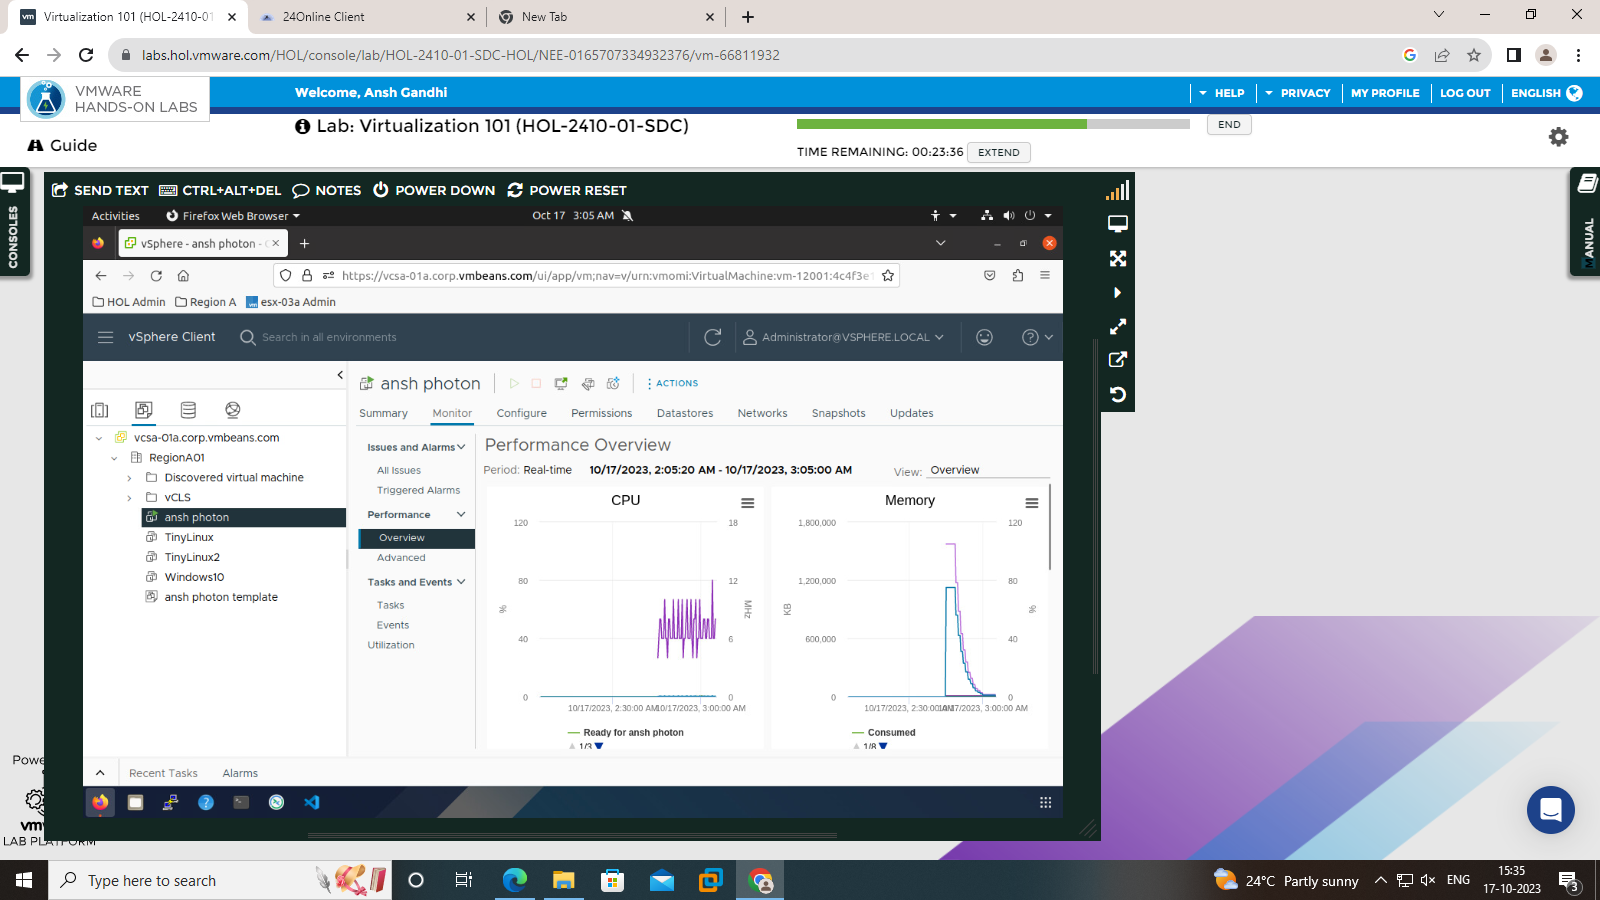 Virtualization 101 (HOL-2410-01
24Online Client
New Tab
labs.hol.vmware.com/HOL/console/lab/HOL-2410-01-SDC-HOL/NEE-0165707334932376/vm-66811932
VMWARE
HANDS-ON LABS
Welcome, Ansh Gandhi
HELP
PRIVACY
MY PROFILE
LOG OUT
ENGLISH
Guide
Lab: Virtualization 101 (HOL-2410-01-SDC)
END
TIME REMAINING: 00:23:36
EXTEND
CONSOLES
MANUAL
SEND TEXT
CTRL+ALT+DEL
NOTES
POWER DOWN
POWER RESET
Activities
Firefox Web Browser
Oct 17 3:05 AM
vSphere - ansh photon -
https://vcsa-01a.corp.vmbeans.com/ui/app/vm;nav=v/urn:vmomi:VirtualMachine:vm-12001:4c4f3e1
HOL Admin
Region A
esx-03a Admin
vSphere Client
Search in all environments
Administrator@VSPHERE.LOCAL
ansh photon
ACTIONS
Summary
Monitor
Configure
Permissions
Datastores
Networks
Snapshots
Updates
vcsa-01a.corp.vmbeans.com
RegionA01
Discovered virtual machine
vCLS
ansh photon
TinyLinux
TinyLinux2
Windows10
ansh photon template
Issues and Alarms
All Issues
Triggered Alarms
Performance
Overview
Advanced
Tasks and Events
Tasks
Events
Utilization
Performance Overview
Period: Real-time 10/17/2023, 2:05:20 AM - 10/17/2023, 3:05:00 AM
View: Overview
CPU
120
80
40
0
%
18
12
6
0
MHz
10/17/2023, 2:30:00 AM
10/17/2023, 3:00:00 AM
Ready for ansh photon
1/3
Memory
1,800,000
1,200,000
600,000
0
KB
120
80
40
0
%
10/17/2023, 2:30:00 AM
10/17/2023, 3:00:00 AM
Consumed
1/8
Recent Tasks
Alarms
Powe
vmw
LAB PLATFORM
Type here to search
24°C Partly sunny
ENG
15:35
17-10-2023
3